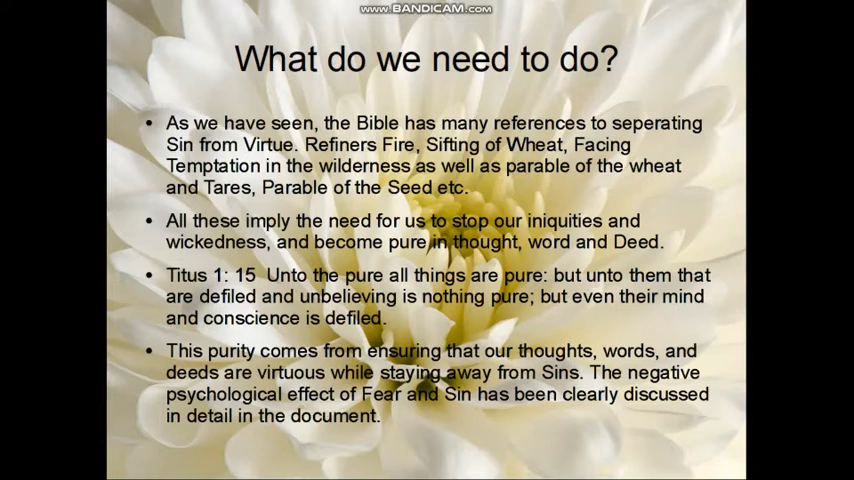 www.BANDICAM.com
What do we need to do?
• As we have seen, the Bible has many references to seperating
Sin from Virtue. Refiners Fire, Sifting of Wheat, Facing
Temptation in the wilderness as well as parable of the wheat
and Tares, Parable of the Seed etc.
• All these imply the need for us to stop our iniquities and
wickedness, and become pure in thought, word and Deed.
• Titus 1: 15 Unto the pure all things are pure: but unto them that
are defiled and unbelieving is nothing pure; but even their mind
and conscience is defiled.
• This purity comes from ensuring that our thoughts, words, and
deeds are virtuous while staying away from Sins. The negative
psychological effect of Fear and Sin has been clearly discussed
in detail in the document.